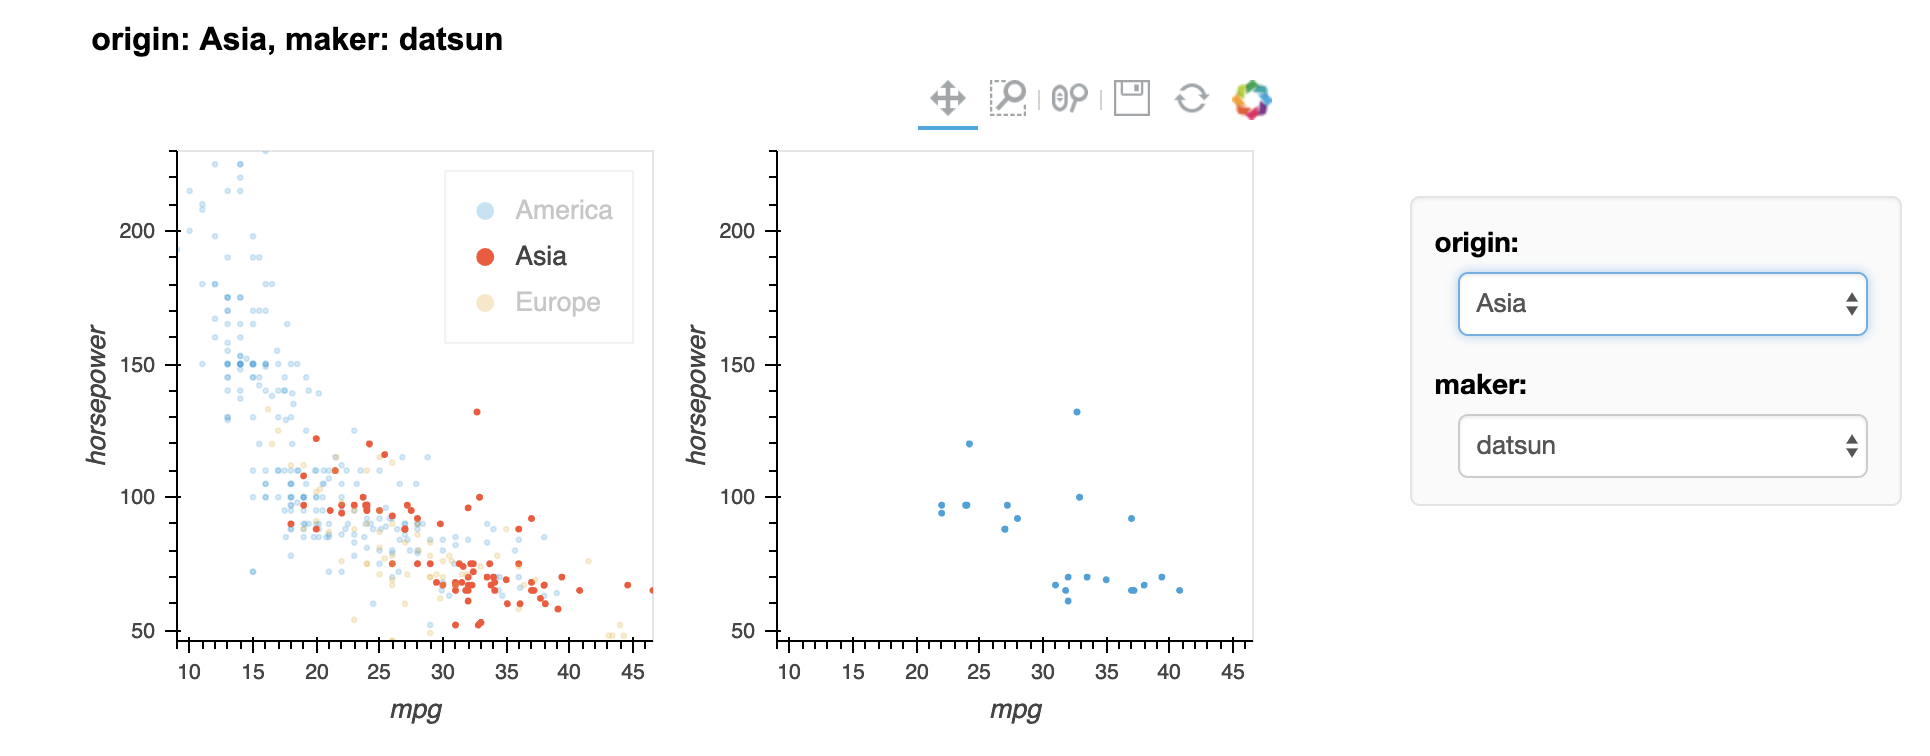 origin: Asia, maker: datsun
200
150
100
50
horsepower
10 15 20 25 30 35 40 45
mpg
America
Asia
Europe
200
150
100
50
horsepower
10 15 20 25 30 35 40 45
mpg
origin:
Asia
maker:
datsun